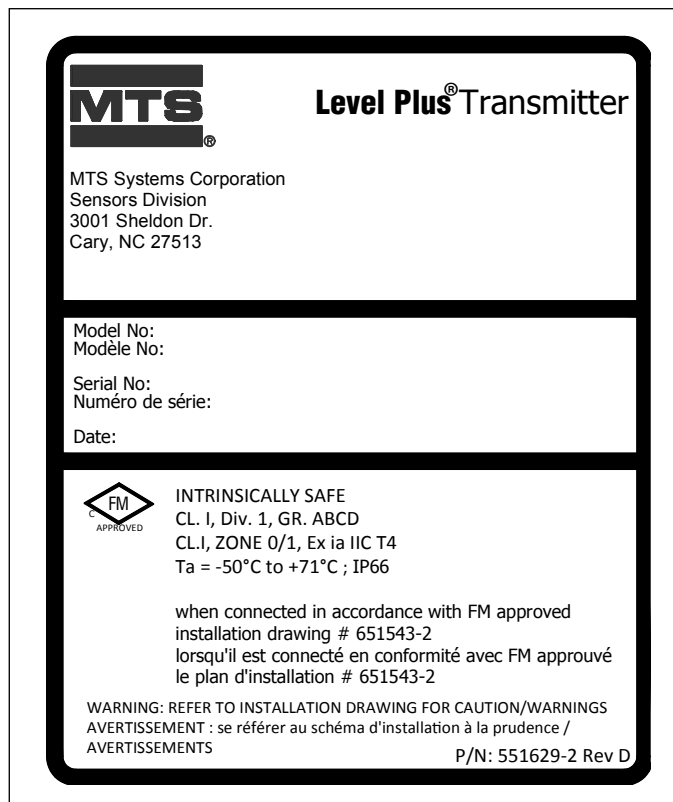 MTS®
Level Plus® Transmitter
MTS Systems Corporation
Sensors Division
3001 Sheldon Dr.
Cary, NC 27513
Model No:
Modèle No:
Serial No:
Numéro de série:
Date:
C FM
APPROVED
INTRINSICALLY SAFE
CL. I, Div. 1, GR. ABCD
CL.I, ZONE 0/1, Ex ia IIC T4
Ta = -50°C to +71°C ; IP66
when connected in accordance with FM approved
installation drawing # 651543-2
lorsqu'il est connecté en conformité avec FM approuvé
le plan d'installation # 651543-2
WARNING: REFER TO INSTALLATION DRAWING FOR CAUTION/WARNINGS
AVERTISSEMENT : se référer au schéma d'installation à la prudence /
AVERTISSEMENTS
P/N: 551629-2 Rev D